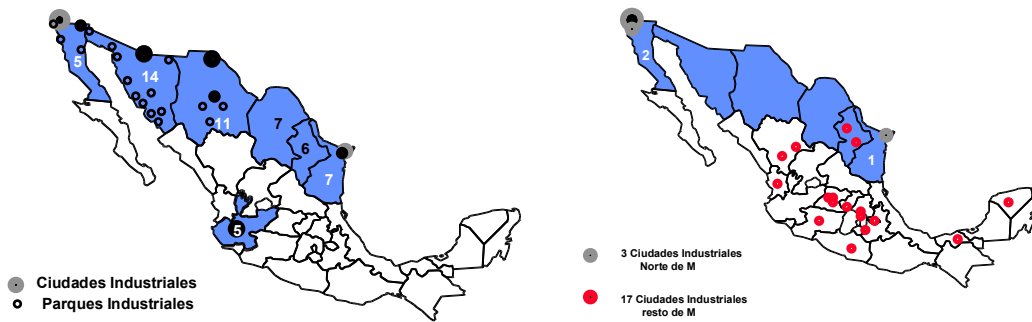 5
14
11
7
6
7
5
Ciudades Industriales
Parques Industriales
2
1
3 Ciudades Industriales
Norte de M
17 Ciudades Industriales
resto de M